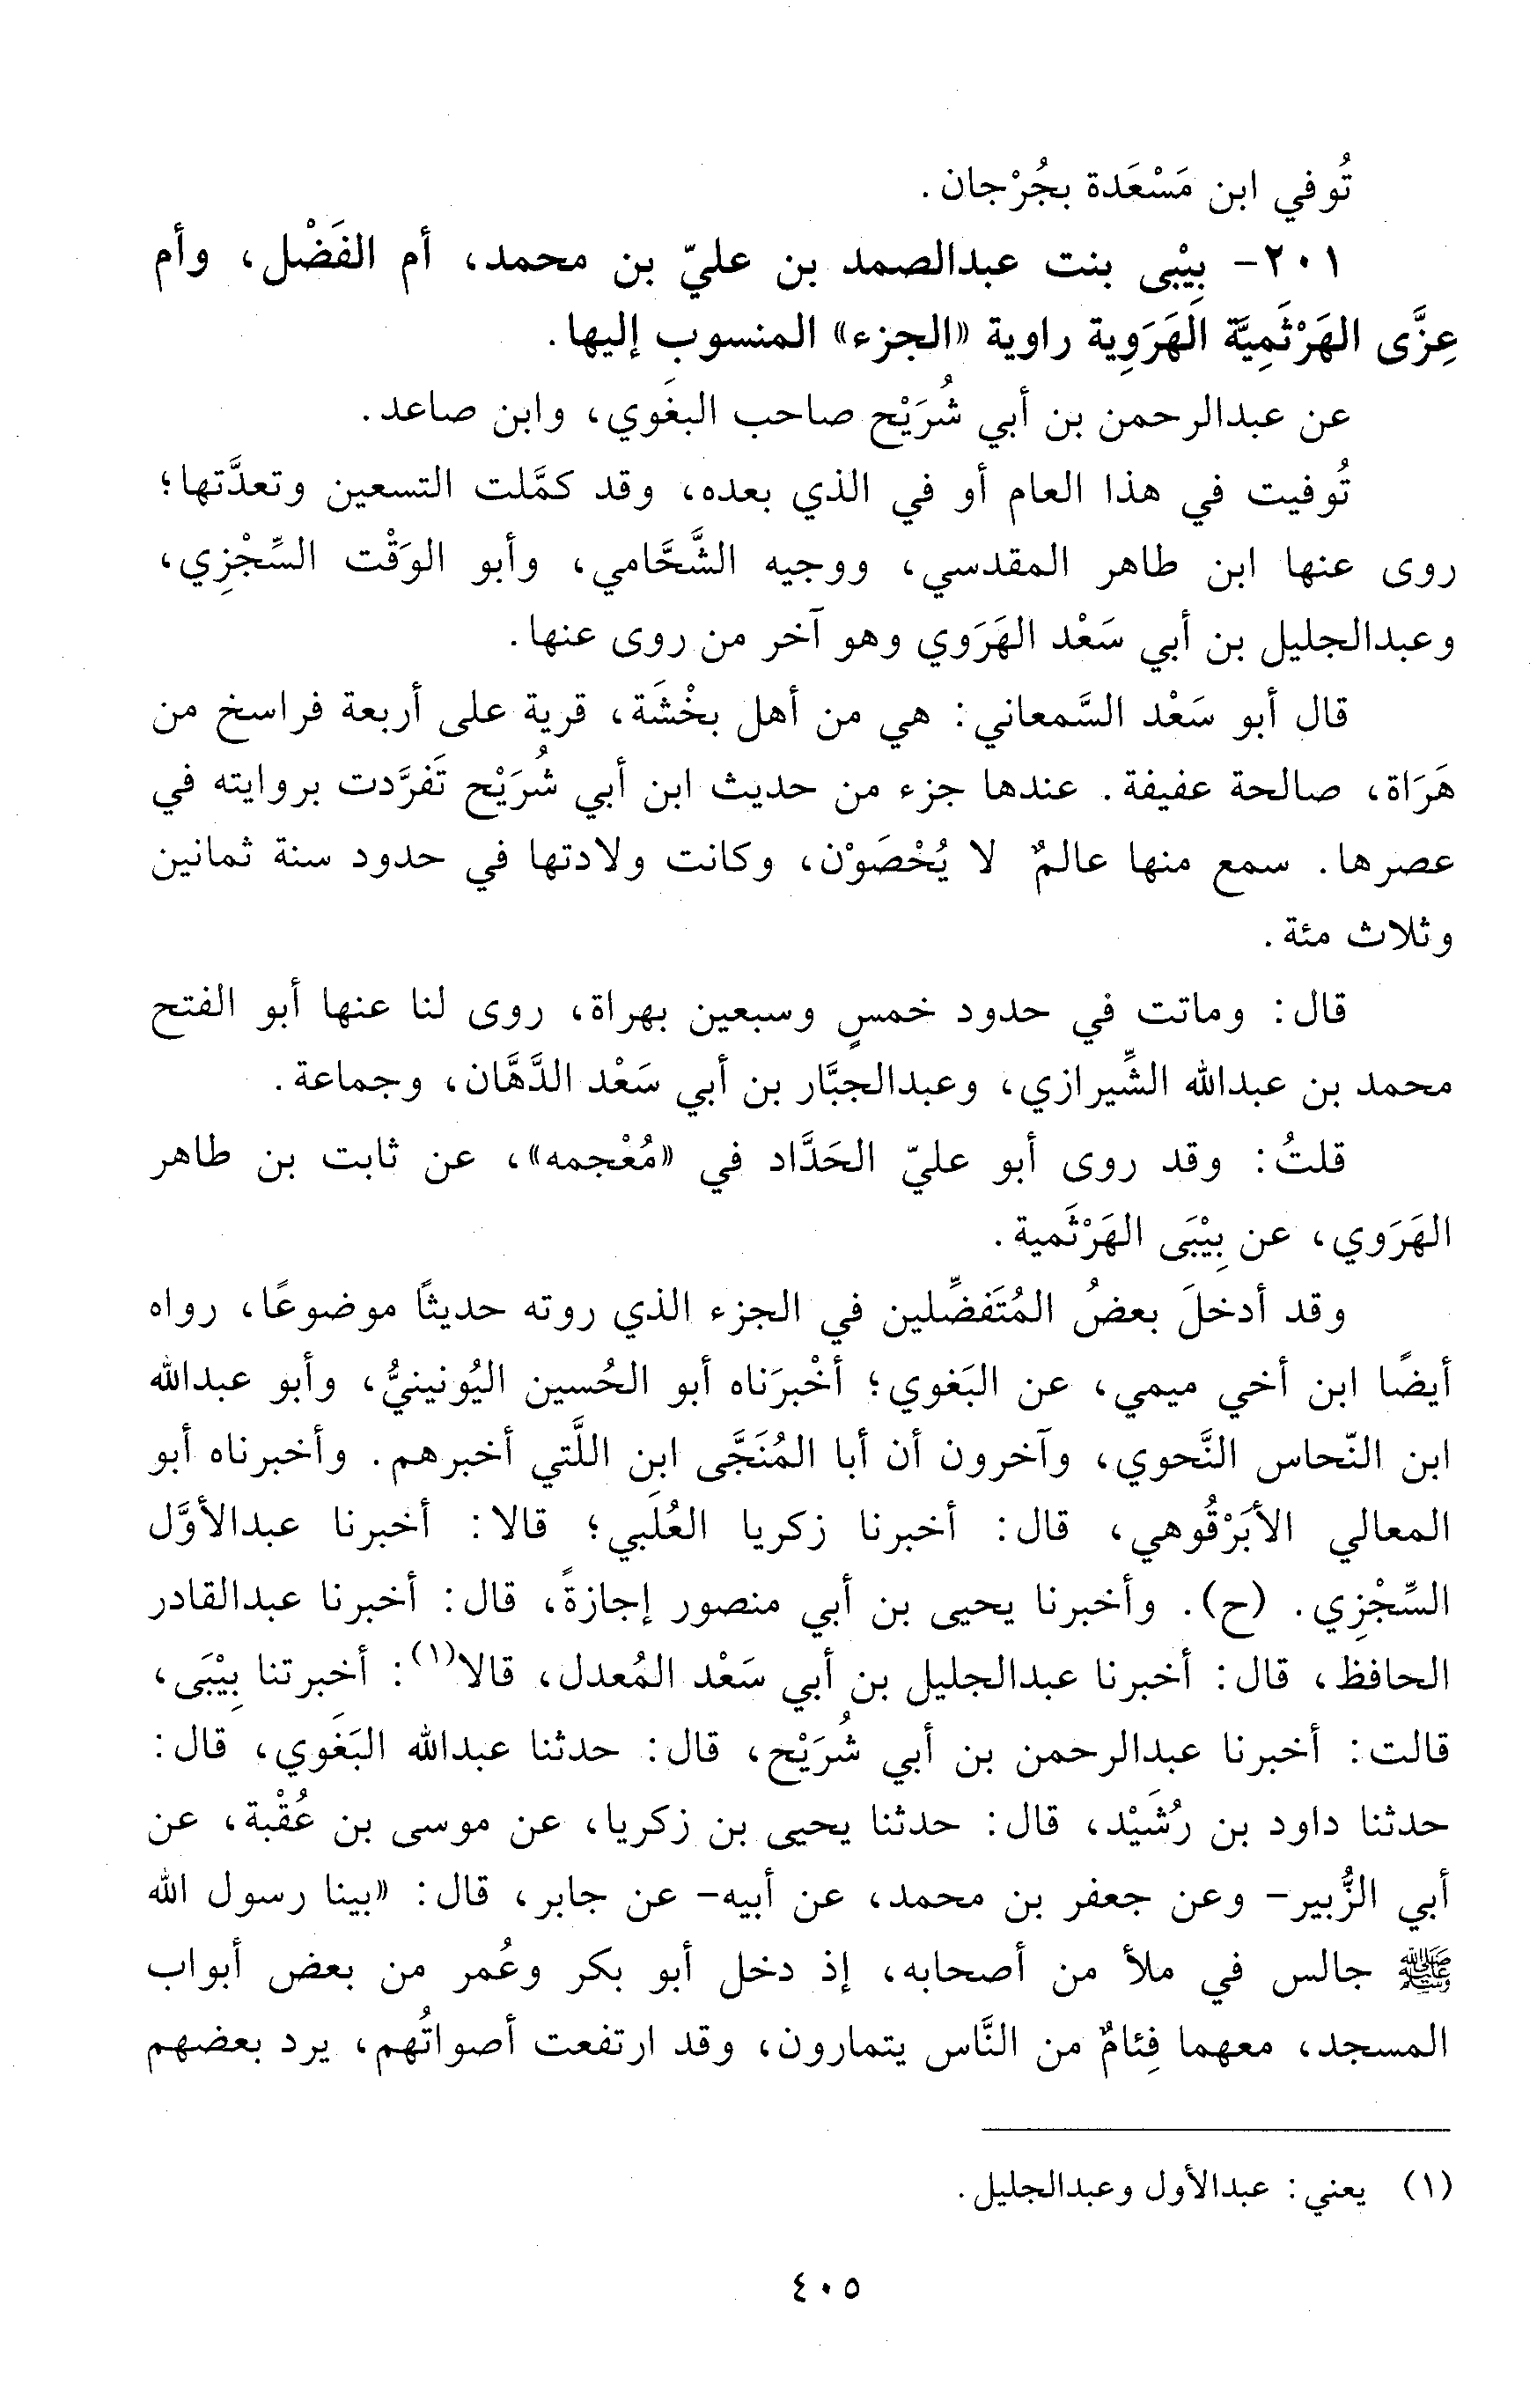 تُوفي ابن مَسْعَدة بجُرْجان.
٢٠١- بِيْبى بنت عبدالصمد بن عليّ بن محمد، أم الفَضْل، وأم
عِزَّى الهَرْثَمِيَّة الهَرَوِية راوية «الجزء» المنسوب إليها.
عن عبدالرحمن بن أبي شُرَيْح صاحب البغَوي، وابن صاعد.
تُوفيت في هذا العام أو في الذي بعده، وقد كمَّلت التسعين وتعدَّتها؛
روى عنها ابن طاهر المقدسي، ووجيه الشَّحَّامي، وأبو الوَقْت السِّجْزِي،
وعبدالجليل بن أبي سَعْد الهَرَوي وهو آخر من روى عنها.
قال أبو سَعْد السَّمعاني: هي من أهل بخْشَة، قرية على أربعة فراسخ من
هَرَاة، صالحة عفيفة. عندها جزء من حديث ابن أبي شُرَيْح تَفرَّدت بروايته في
عصرها. سمع منها عالمٌ لا يُخْصَوْن، وكانت ولادتها في حدود سنة ثمانين
وثلاث مئة.
قال: وماتت في حدود خمسٍ وسبعين بهراة، روى لنا عنها أبو الفتح
محمد بن عبدالله الشِّيرازي، وعبدالجبَّار بن أبي سَعْد الدَّهَّان، وجماعة.
قلتُ: وقد روى أبو عليّ الحَدَّاد في «مُعْجمه»، عن ثابت بن طاهر
الهَرَوي، عن بِيْبَى الهَرْثَمية.
وقد أدخلَ بعضُ المُتَفضِّلين في الجزء الذي روته حديثًا موضوعًا، رواه
أيضًا ابن أخي ميمي، عن البَغوي؛ أخْبرَناه أبو الحُسين اليُونينيُّ، وأبو عبدالله
ابن النّحاس النَّحوي، وآخرون أن أبا المُنَجَّى ابن اللَّتي أخبرهم. وأخبرناه أبو
المعالي الأبَرْقُوهي، قال: أخبرنا زكريا العُلَبي؛ قالا: أخبرنا عبدالأوَّل
السِّجْزِي. (ح). وأخبرنا يحيى بن أبي منصور إجازةً، قال: أخبرنا عبدالقادر
الحافظ، قال: أخبرنا عبدالجليل بن أبي سَعْد المُعدل، قالا(١): أخبرتنا بِيْبَى،
قالت: أخبرنا عبدالرحمن بن أبي شُرَيْح، قال: حدثنا عبدالله البَغَوي، قال:
حدثنا داود بن رُشَيْد، قال: حدثنا يحيى بن زكريا، عن موسى بن عُقْبة، عن
أبي الزُّبير- وعن جعفر بن محمد، عن أبيه- عن جابر، قال: «بينا رسول الله
ﷺ جالس في ملأ من أصحابه، إذ دخل أبو بكر وعُمر من بعض أبواب
المسجد، معهما فِئامٌ من النَّاس يتمارون، وقد ارتفعت أصواتُهم، يرد بعضهم
(١) يعني: عبدالأول وعبدالجليل.
٤٠٥